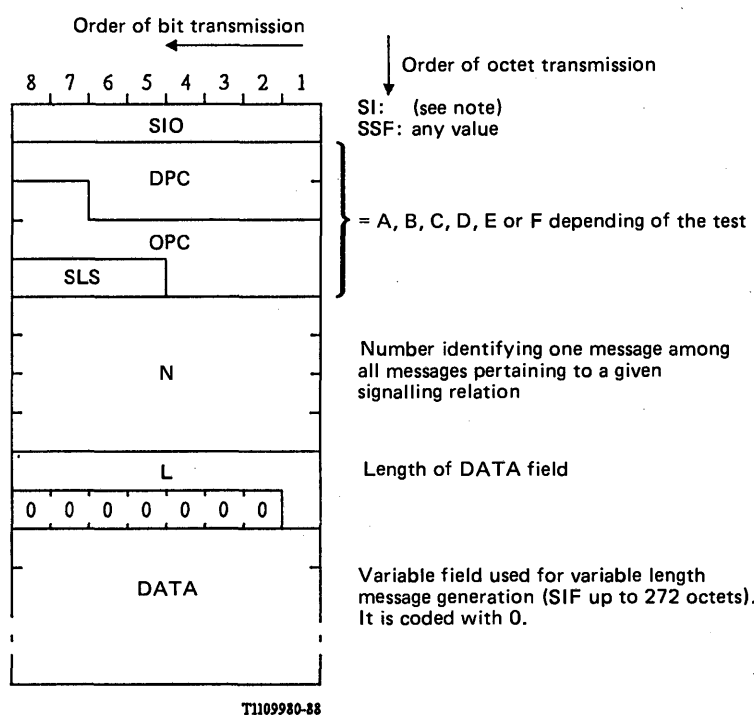 Order of bit transmission
Order of octet transmission
8 7 6 5 4 3 2 1
SI: (see note)
SIO
SSF: any value
DPC
= A, B, C, D, E or F depending of the test
OPC
SLS
Number identifying one message among
all messages pertaining to a given
signalling relation
N
L
Length of DATA field
0 0 0 0 0 0 0
DATA
Variable field used for variable length
message generation (SIF up to 272 octets).
It is coded with 0.
T1109980-88